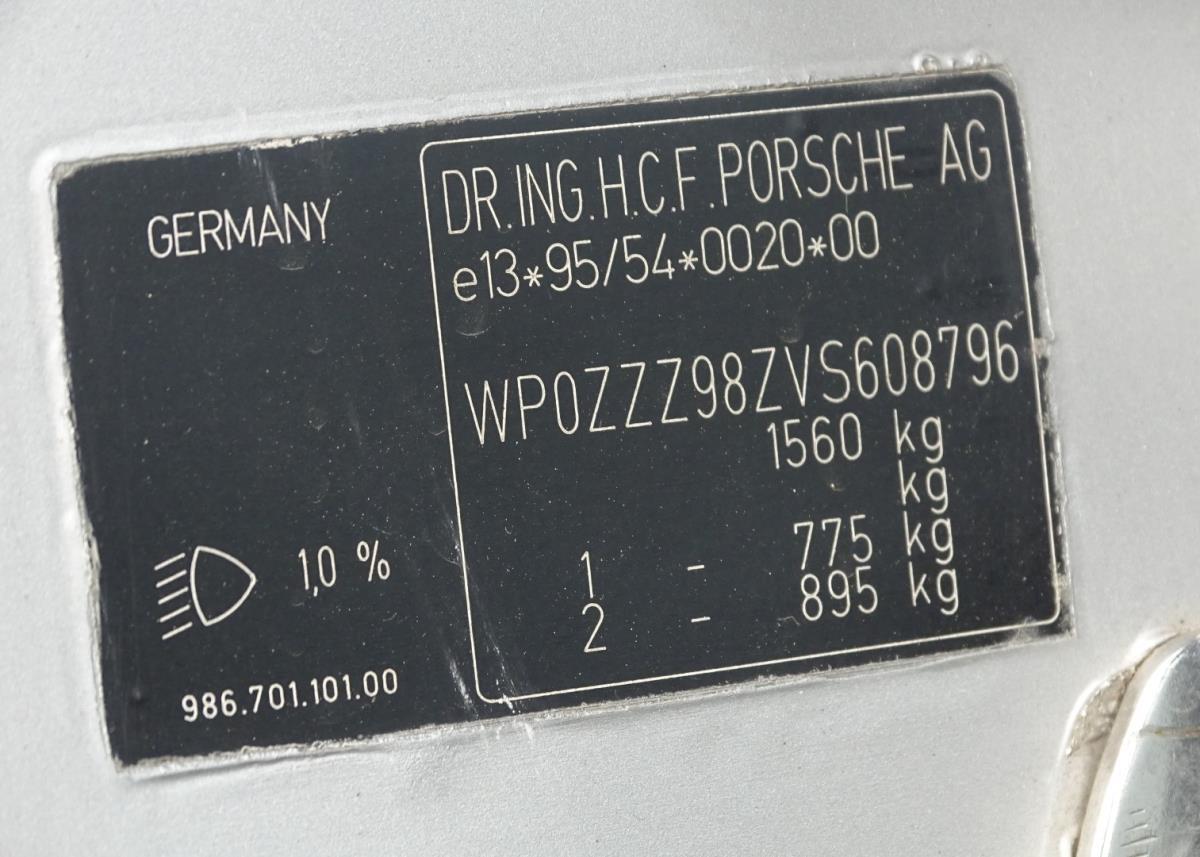 GERMANY
1,0 %
986.701.101.00
DR.ING.H.C.F.PORSCHE AG
e13*95/54*0020*00
WP0ZZZ98ZVS608796
1560 kg
kg
1 - 775 kg
2 - 895 kg